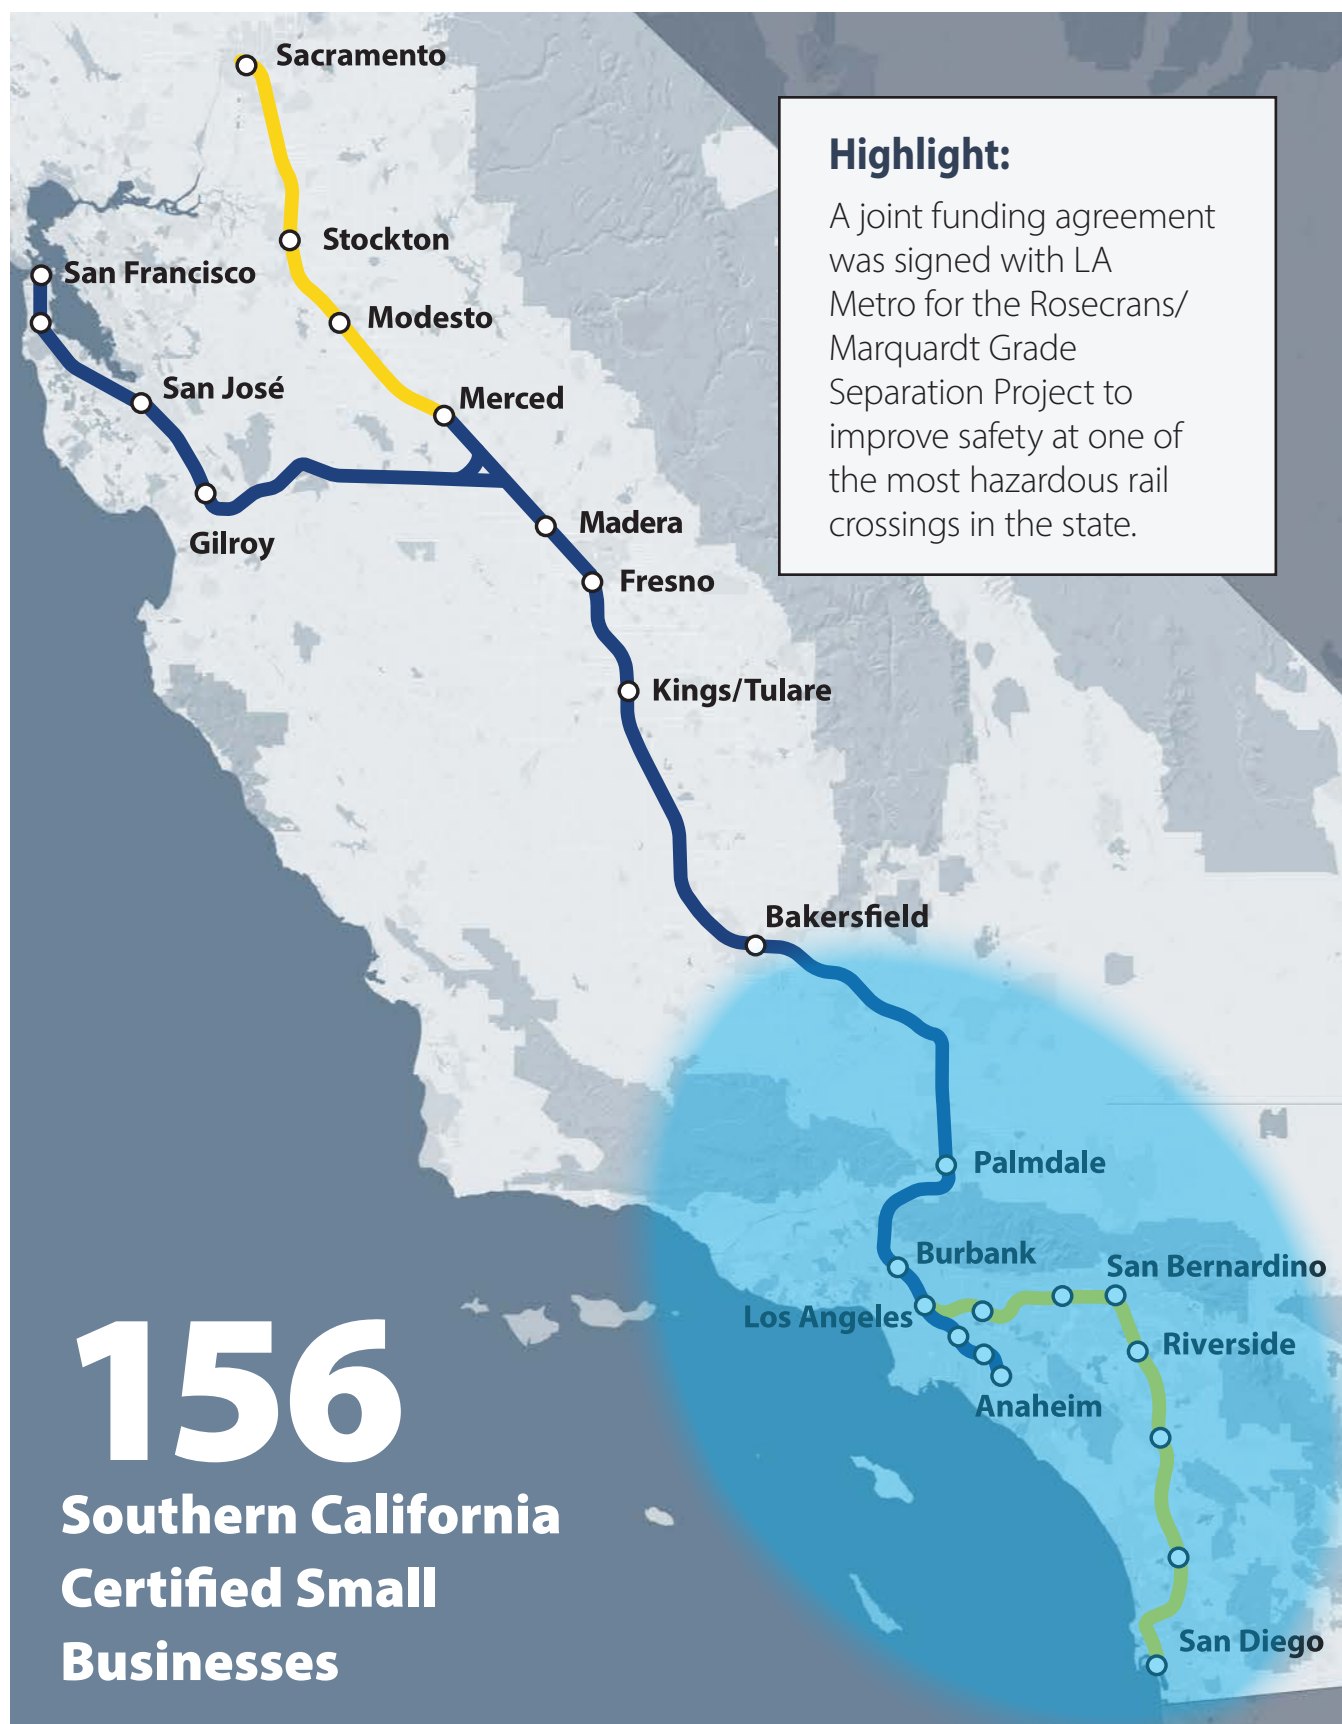 Sacramento
Highlight:
A joint funding agreement
was signed with LA
Metro for the Rosecrans/
Marquardt Grade
Separation Project to
improve safety at one of
the most hazardous rail
crossings in the state.
Stockton
San Francisco
Modesto
San José
Merced
Gilroy
Madera
Fresno
Kings/Tulare
Bakersfield
Palmdale
Burbank
San Bernardino
Los Angeles
Riverside
Anaheim
San Diego
156
Southern California
Certified Small
Businesses